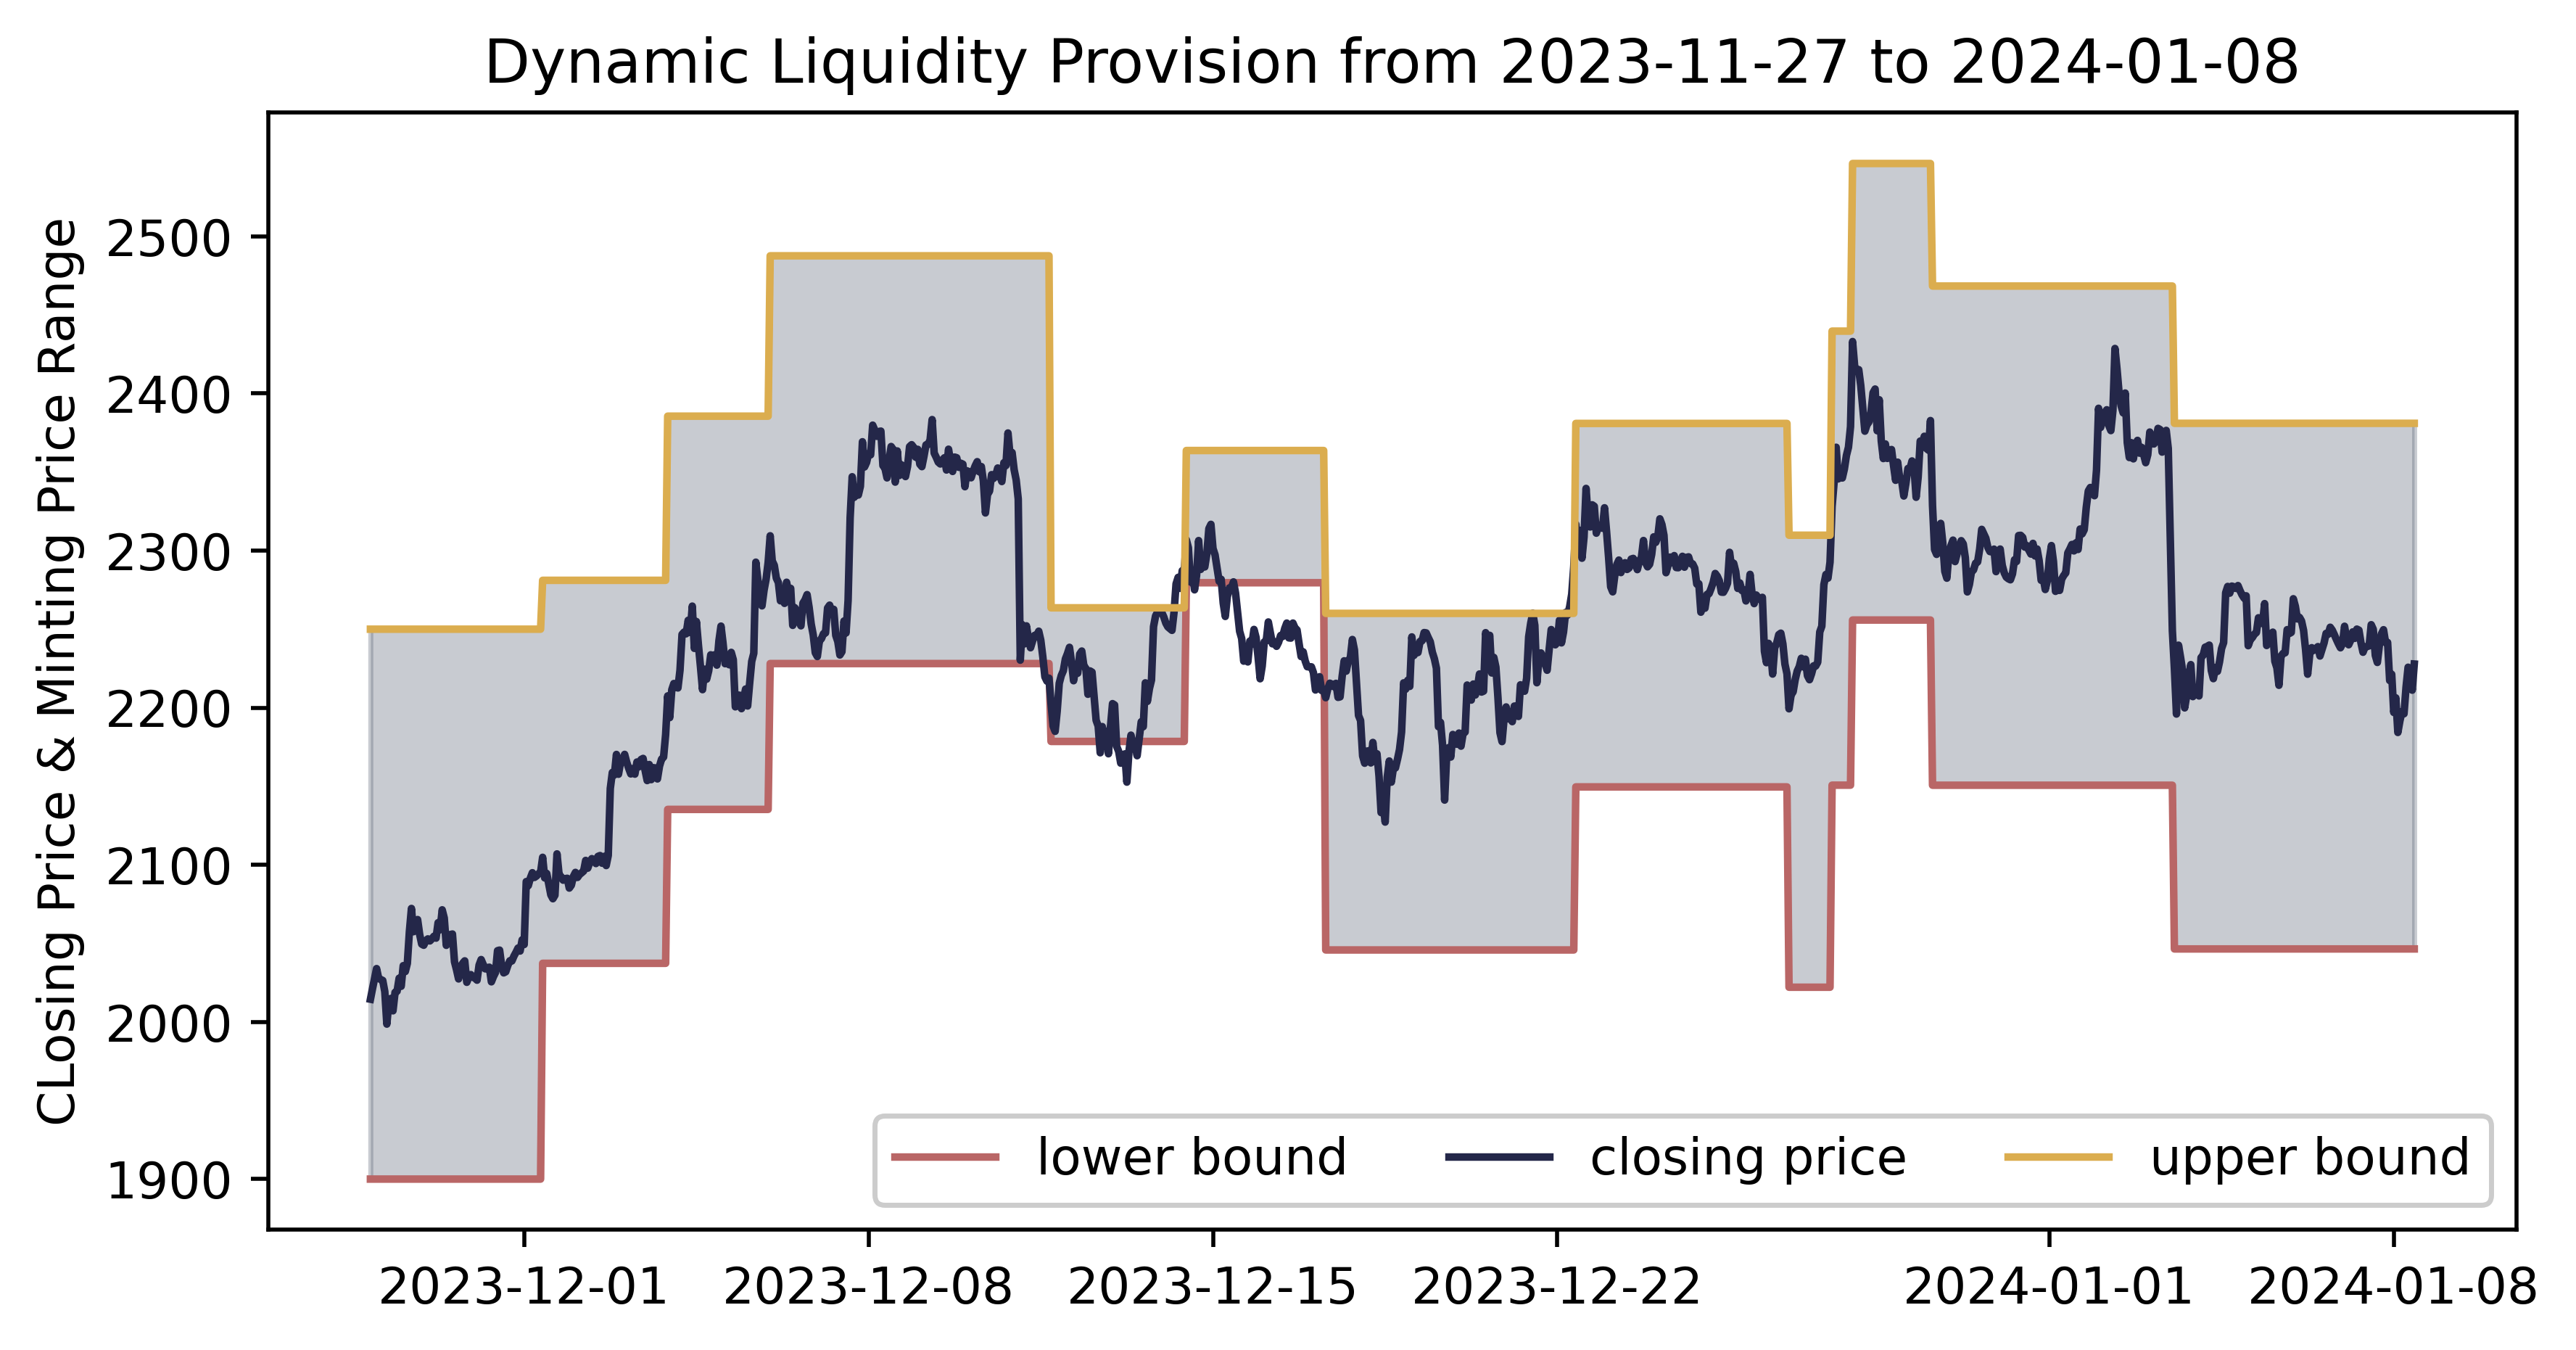 Dynamic Liquidity Provision from 2023-11-27 to 2024-01-08
CLosing Price & Minting Price Range
2500
2400
2300
2200
2100
2000
1900
lower bound closing price upper bound
2023-12-01 2023-12-08 2023-12-15 2023-12-22 2024-01-01 2024-01-08